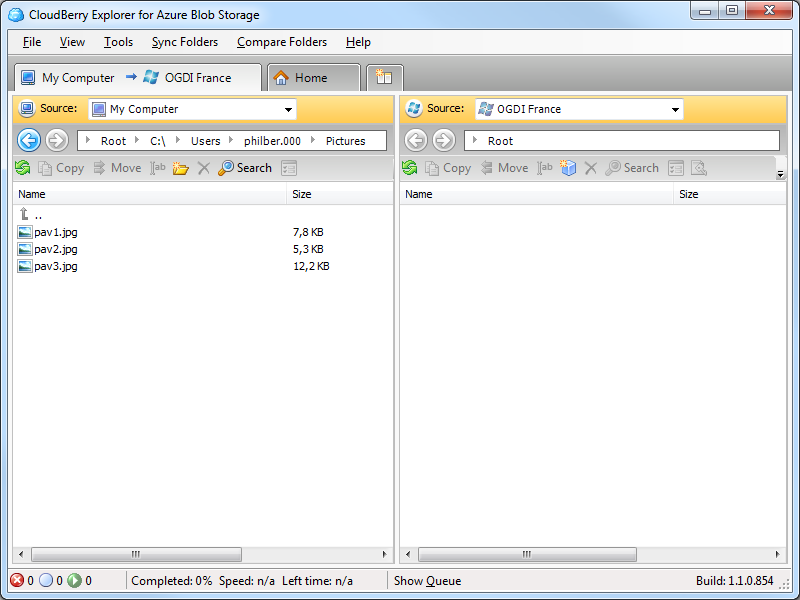 CloudBerry Explorer for Azure Blob Storage
File View Tools Sync Folders Compare Folders Help
My Computer OGDI France Home
Source: My Computer
Root C:\ Users philber.000 Pictures
Copy Move Search
Name Size
..
pav1.jpg 7,8 KB
pav2.jpg 5,3 KB
pav3.jpg 12,2 KB
Source: OGDI France
Root
Copy Move Search
Name Size
0 0 0 Completed: 0% Speed: n/a Left time: n/a Show Queue Build: 1.1.0.854